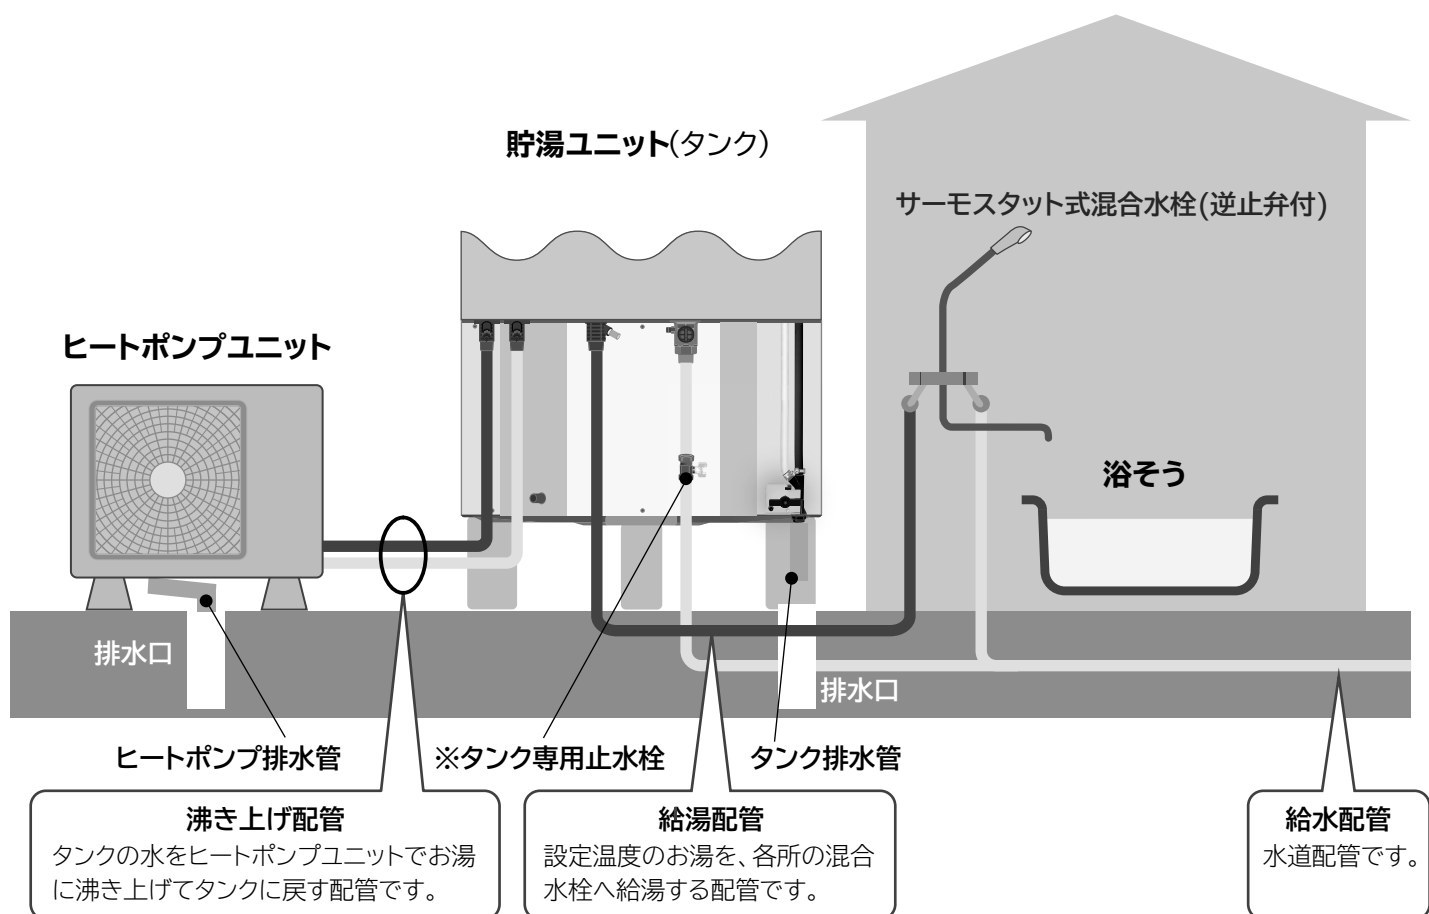 貯湯ユニット(タンク)
サーモスタット式混合水栓(逆止弁付)
ヒートポンプユニット
浴そう
排水口
排水口
ヒートポンプ排水管
※タンク専用止水栓
タンク排水管
沸き上げ配管
タンクの水をヒートポンプユニットでお湯
に沸き上げてタンクに戻す配管です。
給湯配管
設定温度のお湯を、各所の混合
水栓へ給湯する配管です。
給水配管
水道配管です。